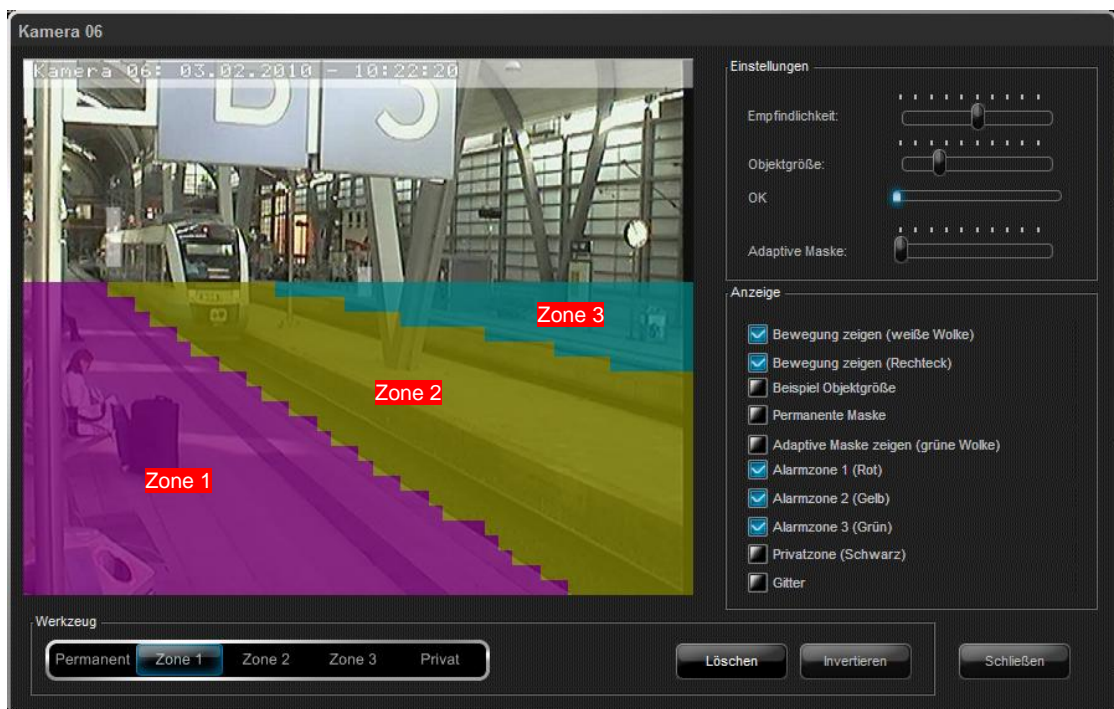 Kamera 06
Kamera 06: 03.02.2010 - 10:22:20
B 3
Zone 3
Zone 2
Zone 1
Einstellungen
Empfindlichkeit:
Objektgröße:
OK
Adaptive Maske:
Anzeige
Bewegung zeigen (weiße Wolke)
Bewegung zeigen (Rechteck)
Beispiel Objektgröße
Permanente Maske
Adaptive Maske zeigen (grüne Wolke)
Alarmzone 1 (Rot)
Alarmzone 2 (Gelb)
Alarmzone 3 (Grün)
Privatzone (Schwarz)
Gitter
Werkzeug
Permanent Zone 1 Zone 2 Zone 3 Privat
Löschen Invertieren Schließen